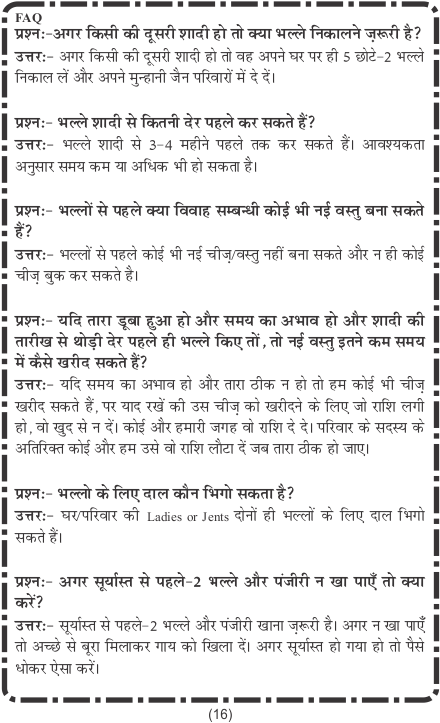 FAQ
प्रश्न:-अगर किसी की दूसरी शादी हो तो क्या भल्ले निकालने ज़रूरी है?
उत्तर:- अगर किसी की दूसरी शादी हो तो वह अपने घर पर ही 5 छोटे-2 भल्ले
निकाल लें और अपने मुन्हानी जैन परिवारों में दे दें।
प्रश्न:- भल्ले शादी से कितनी देर पहले कर सकते हैं?
उत्तर:- भल्ले शादी से 3-4 महीने पहले तक कर सकते हैं। आवश्यकता
अनुसार समय कम या अधिक भी हो सकता है।
प्रश्न:- भल्लों से पहले क्या विवाह सम्बन्धी कोई भी नई वस्तु बना सकते
हैं?
उत्तर:- भल्लों से पहले कोई भी नई चीज़/वस्तु नहीं बना सकते और न ही कोई
चीज़ बुक कर सकते है।
प्रश्न:- यदि तारा डूबा हुआ हो और समय का अभाव हो और शादी की
तारीख से थोड़ी देर पहले ही भल्ले किए तों, तो नई वस्तु इतने कम समय
में कैसे खरीद सकते हैं?
उत्तर:- यदि समय का अभाव हो और तारा ठीक न हो तो हम कोई भी चीज़
खरीद सकते हैं, पर याद रखें की उस चीज़ को खरीदने के लिए जो राशि लगी
हो, वो खुद से न दें। कोई और हमारी जगह वो राशि दे दे। परिवार के सदस्य के
अतिरिक्त कोई और हम उसे वो राशि लौटा दें जब तारा ठीक हो जाए।
प्रश्न:- भल्लो के लिए दाल कौन भिगो सकता है?
उत्तर:- घर/परिवार की Ladies or Jents दोनों ही भल्लों के लिए दाल भिगो
सकते हैं।
प्रश्न:- अगर सूर्यास्त से पहले-2 भल्ले और पंजीरी न खा पाएँ तो क्या
करें?
उत्तर:- सूर्यास्त से पहले-2 भल्ले और पंजीरी खाना ज़रूरी है। अगर न खा पाएँ
तो अच्छे से बूरा मिलाकर गाय को खिला दें। अगर सूर्यास्त हो गया हो तो पैसे
धोकर ऐसा करें।
(16)